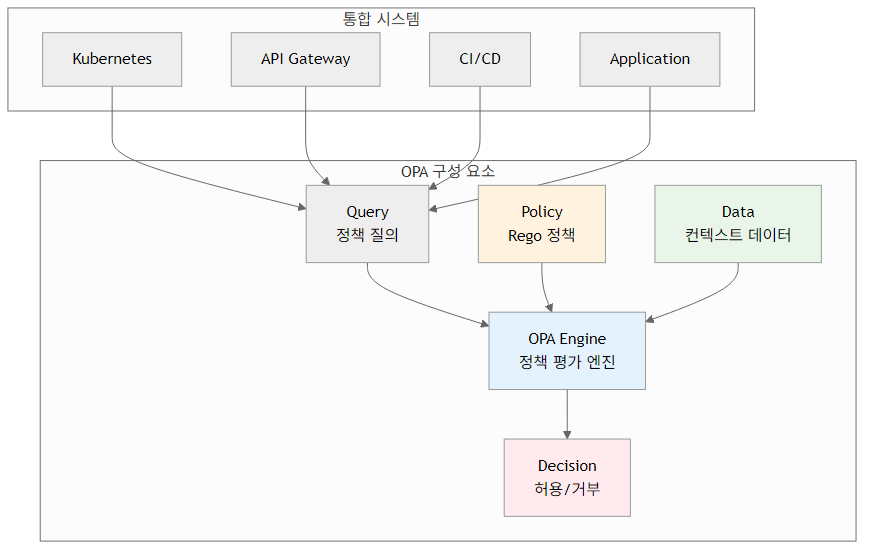 통합 시스템
Kubernetes
API Gateway
CI/CD
Application
OPA 구성 요소
Query
정책 질의
Policy
Rego 정책
Data
컨텍스트 데이터
OPA Engine
정책 평가 엔진
Decision
허용/거부